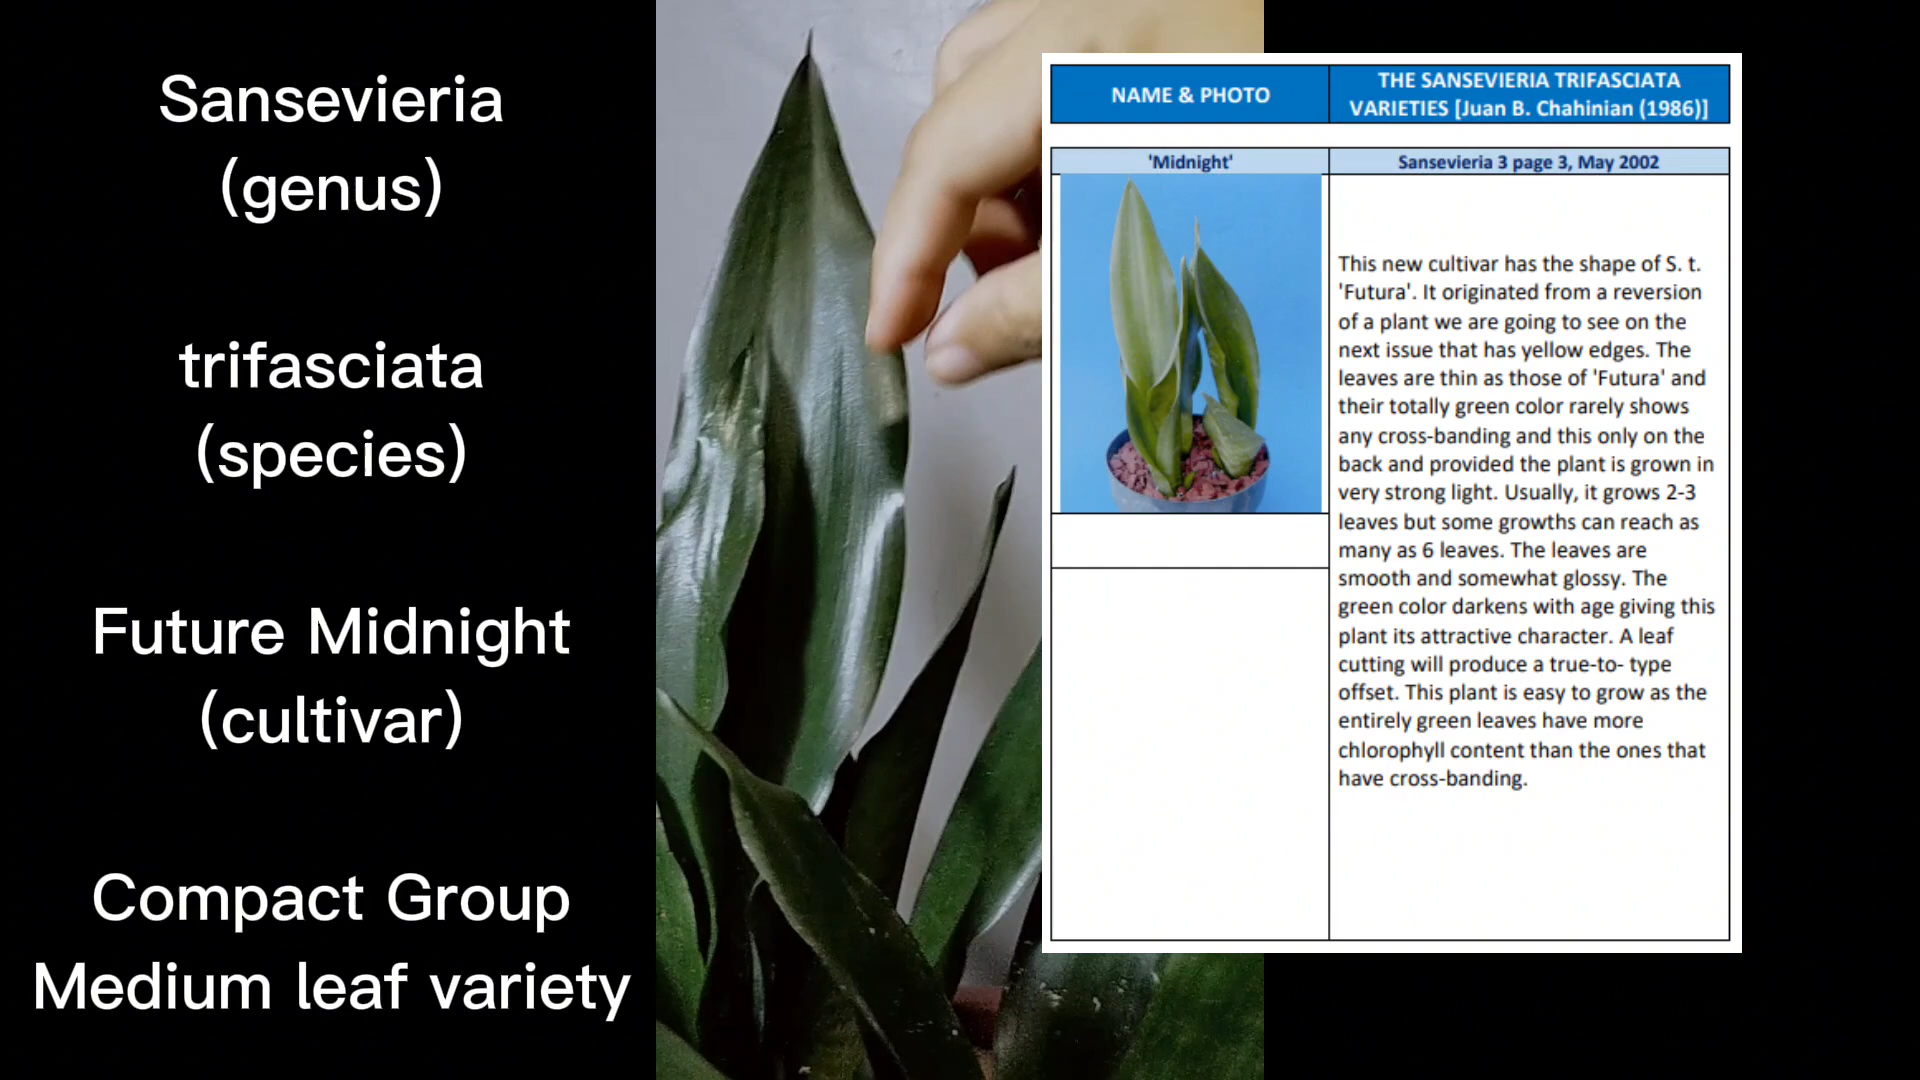 Sansevieria
(genus)
trifasciata
(species)
Future Midnight
(cultivar)
Compact Group
Medium leaf variety
NAME & PHOTO
THE SANSEVIERIA TRIFASCIATA
VARIETIES [Juan B. Chahinian (1986)]
'Midnight'
Sansevieria 3 page 3, May 2002
This new cultivar has the shape of S. t.
'Futura'. It originated from a reversion
of a plant we are going to see on the
next issue that has yellow edges. The
leaves are thin as those of 'Futura' and
their totally green color rarely shows
any cross-banding and this only on the
back and provided the plant is grown in
very strong light. Usually, it grows 2-3
leaves but some growths can reach as
many as 6 leaves. The leaves are
smooth and somewhat glossy. The
green color darkens with age giving this
plant its attractive character. A leaf
cutting will produce a true-to- type
offset. This plant is easy to grow as the
entirely green leaves have more
chlorophyll content than the ones that
have cross-banding.